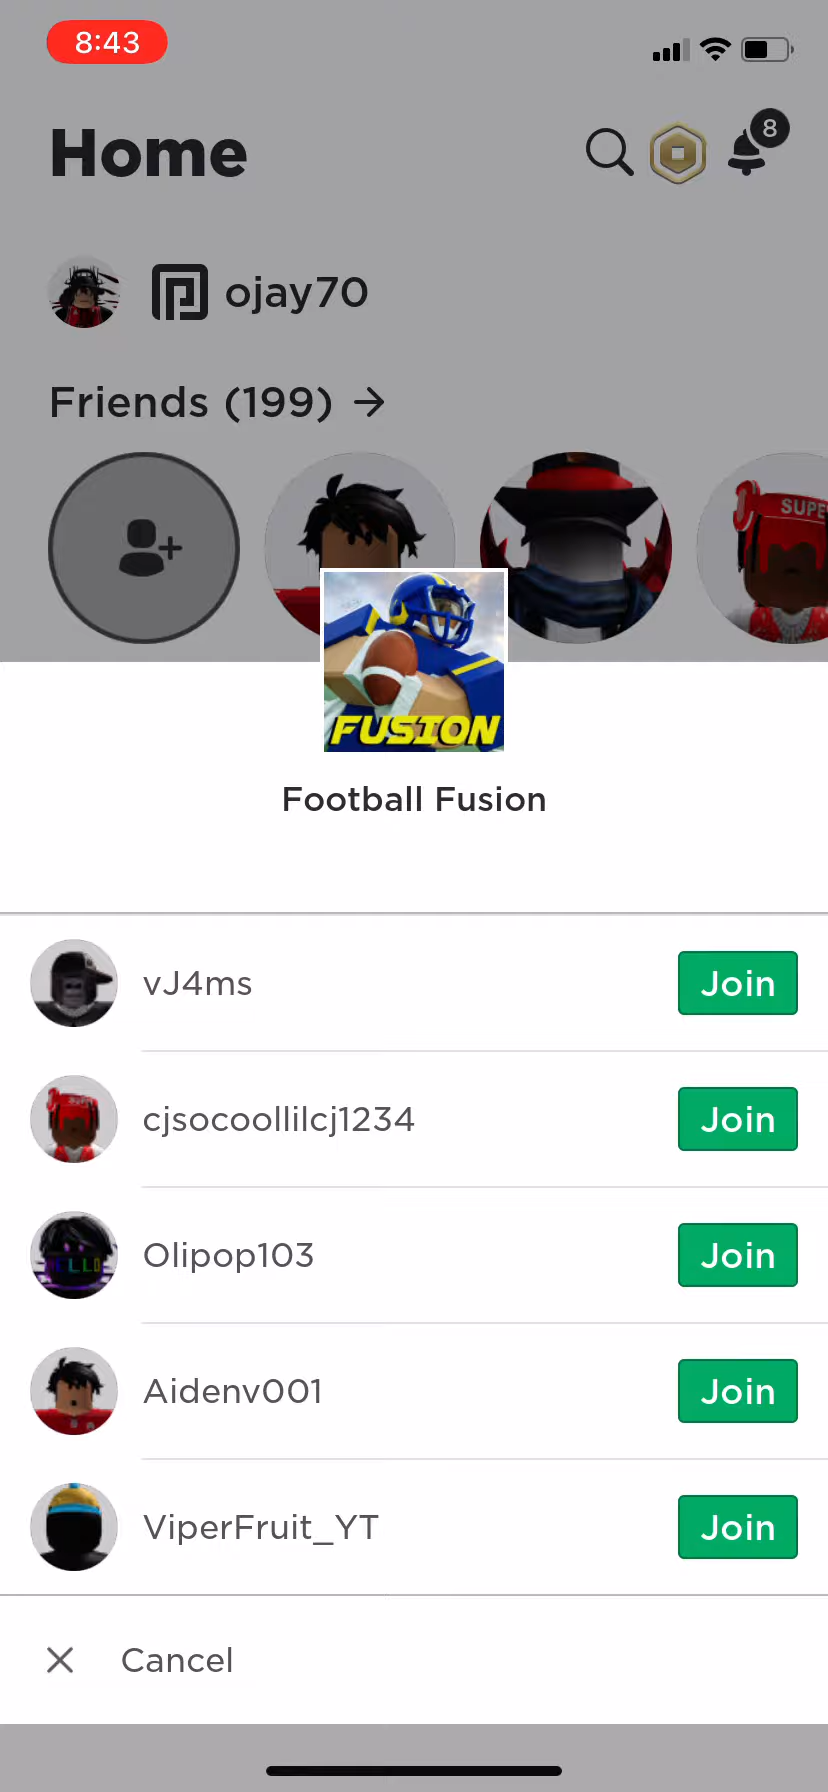 8:43
Home
8
ojay70
Friends (199) →
SUPE
FUSION
Football Fusion
vJ4ms
Join
cjsocoollilcj1234
Join
Olipop103
Join
Aidenv001
Join
ViperFruit_YT
Join
Cancel